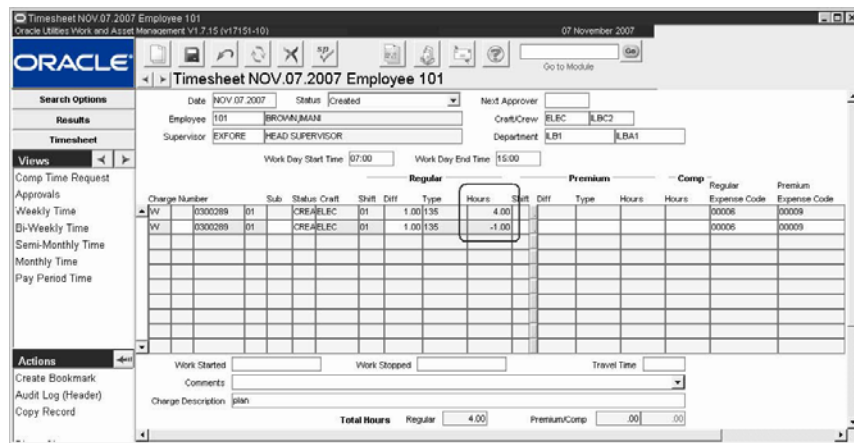 Timesheet NOV.07.2007 Employee 101
Oracle Utilities Work and Asset Management V1.7.15 (v17151-10) 07 November 2007
ORACLE
Go to Module Go
Timesheet NOV.07.2007 Employee 101
Search Options
Results
Timesheet
Views
Comp Time Request
Approvals
Weekly Time
Bi-Weekly Time
Semi-Monthly Time
Monthly Time
Pay Period Time
Actions
Create Bookmark
Audit Log (Header)
Copy Record
Date NOV.07.2007 Status Created Next Approver
Employee 101 BROWN,IMANI Craft/Crew ELEC ILBC2
Supervisor EXFORE HEAD SUPERVISOR Department ILB1 ILBA1
Work Day Start Time 07:00 Work Day End Time 15:00
Regular Premium Comp Regular Premium
Charge Number Sub Status Craft Shift Diff Type Hours Shift Diff Type Hours Hours Expense Code Expense Code
W 0300289 01 CREA ELEC 01 1.00 135 4.00 00006 00009
W 0300289 01 CREA ELEC 01 1.00 135 -1.00 00006 00009
Work Started Work Stopped Travel Time
Comments
Charge Description plan
Total Hours Regular 4.00 Premium/Comp .00 .00